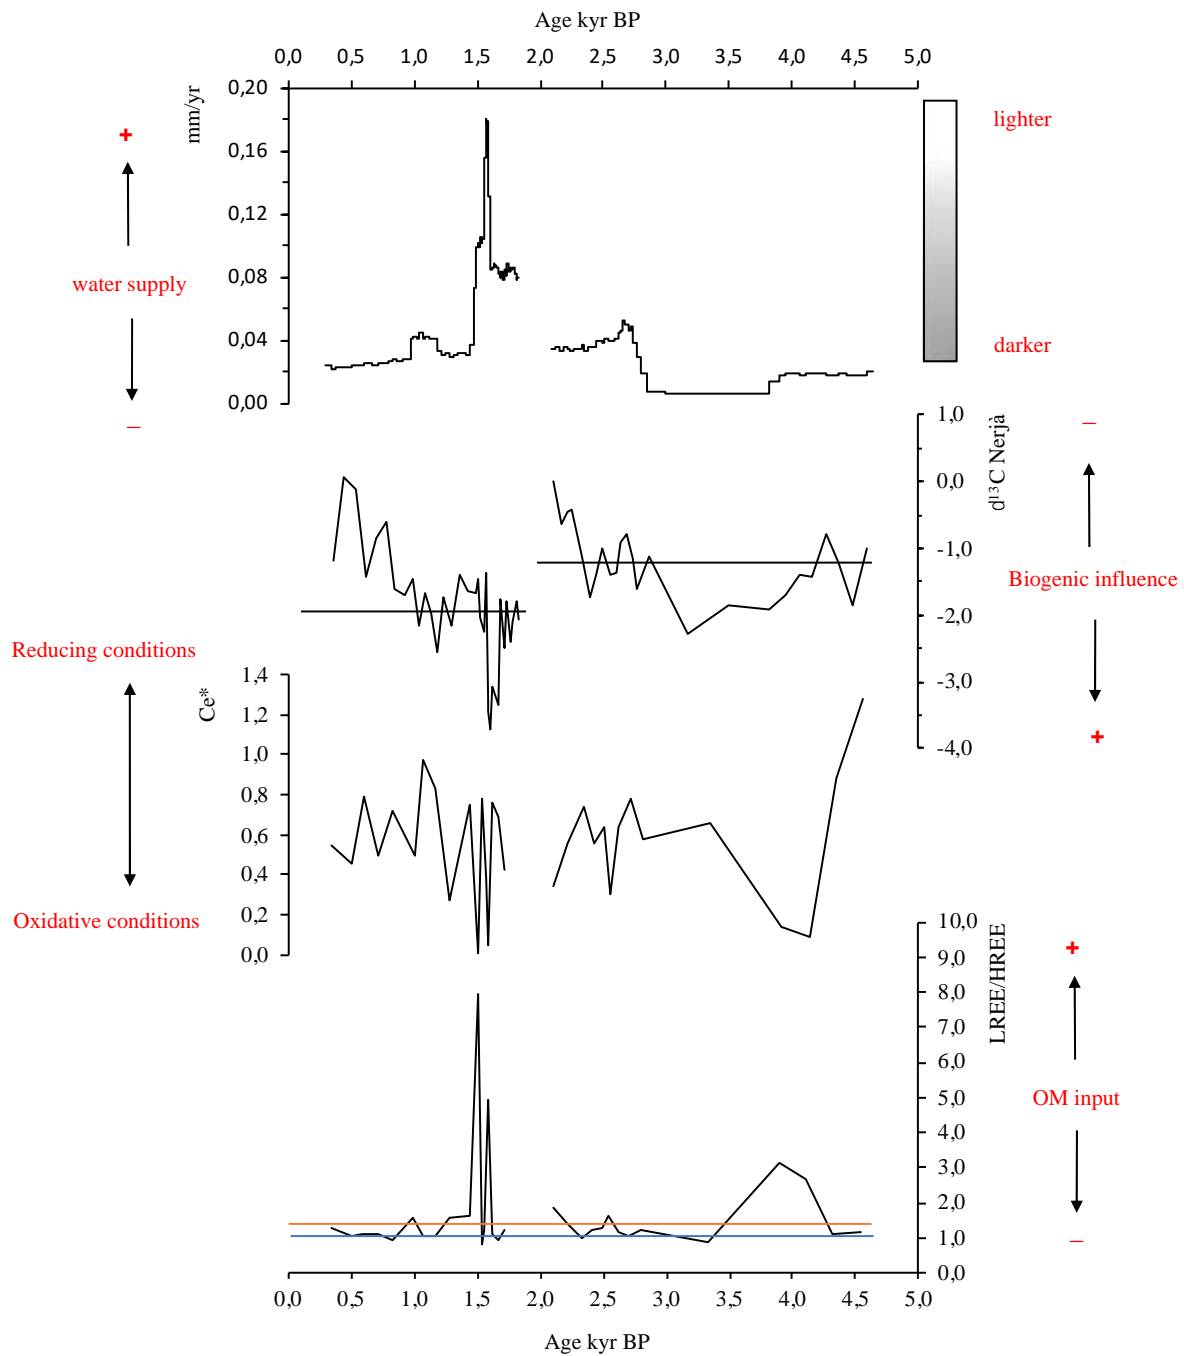 Age kyr BP
0,0 0,5 1,0 1,5 2,0 2,5 3,0 3,5 4,0 4,5 5,0
mm/yr
0,20
0,16
0,12
0,08
0,04
0,00
+
water supply
–
lighter
darker
d¹³C Nerjà
1,0
0,0
-1,0
-2,0
-3,0
-4,0
–
Biogenic influence
+
Reducing conditions
Oxidative conditions
Ce*
1,4
1,2
1,0
0,8
0,6
0,4
0,2
0,0
LREE/HREE
10,0
9,0
8,0
7,0
6,0
5,0
4,0
3,0
2,0
1,0
0,0
+
OM input
–
0,0 0,5 1,0 1,5 2,0 2,5 3,0 3,5 4,0 4,5 5,0
Age kyr BP